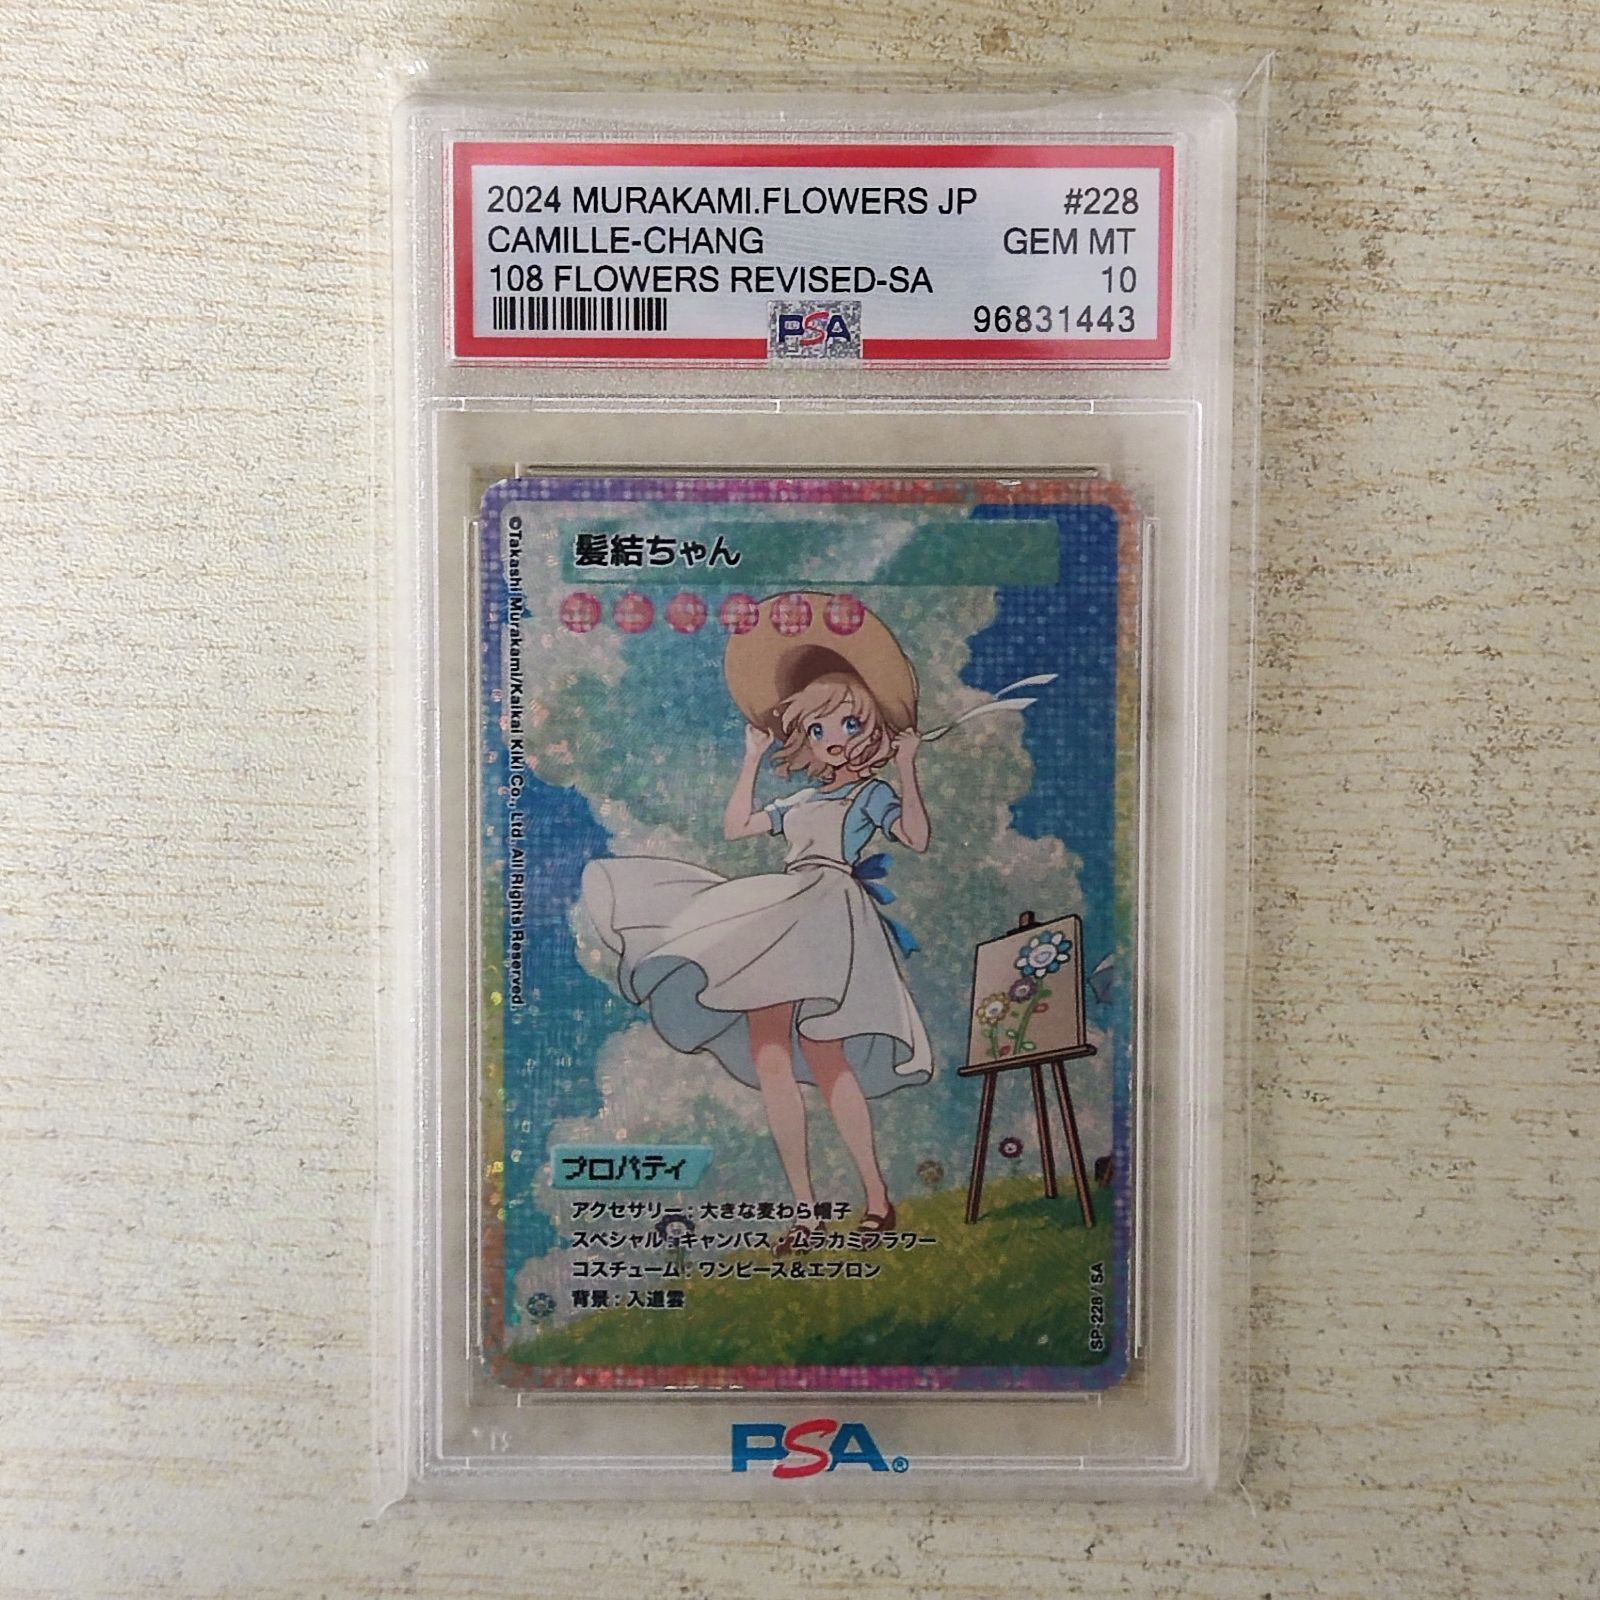 2024 MURAKAMI.FLOWERS JP #228
CAMILLE-CHANG GEM MT
108 FLOWERS REVISED-SA 10
PSA 96831443
髪結ちゃん
©Takashi Murakami/Kaikai Kiki Co., Ltd. All Rights Reserved.
プロパティ
アクセサリー：大きな麦わら帽子
スペシャル：キャンバス・ムラカミフラワー
コスチューム：ワンピース&エプロン
背景：入道雲
SP-228/SA
PSA®